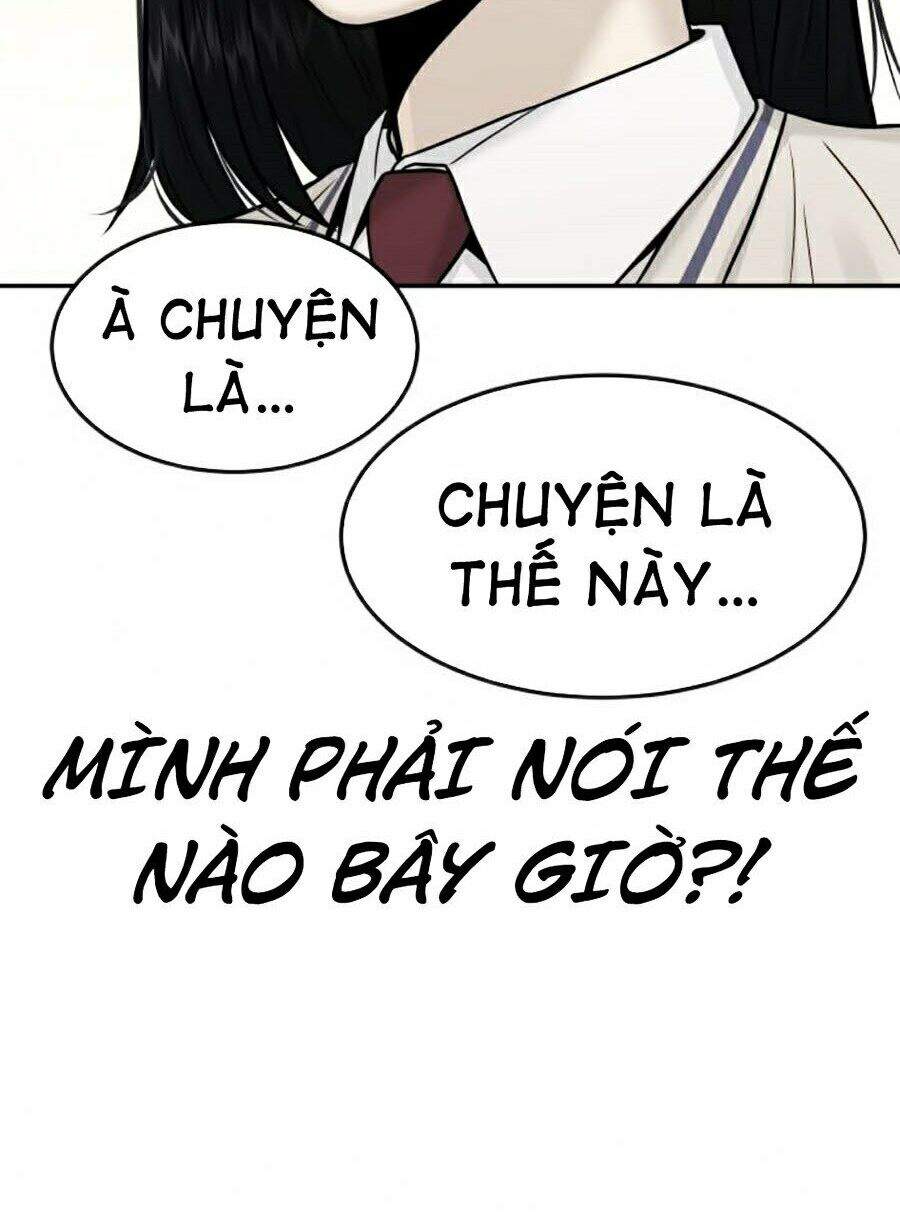 À CHUYỆN
LÀ...
CHUYỆN LÀ
THẾ NÀY...
MÌNH PHẢI NÓI THẾ
NÀO BÂY GIỜ?!